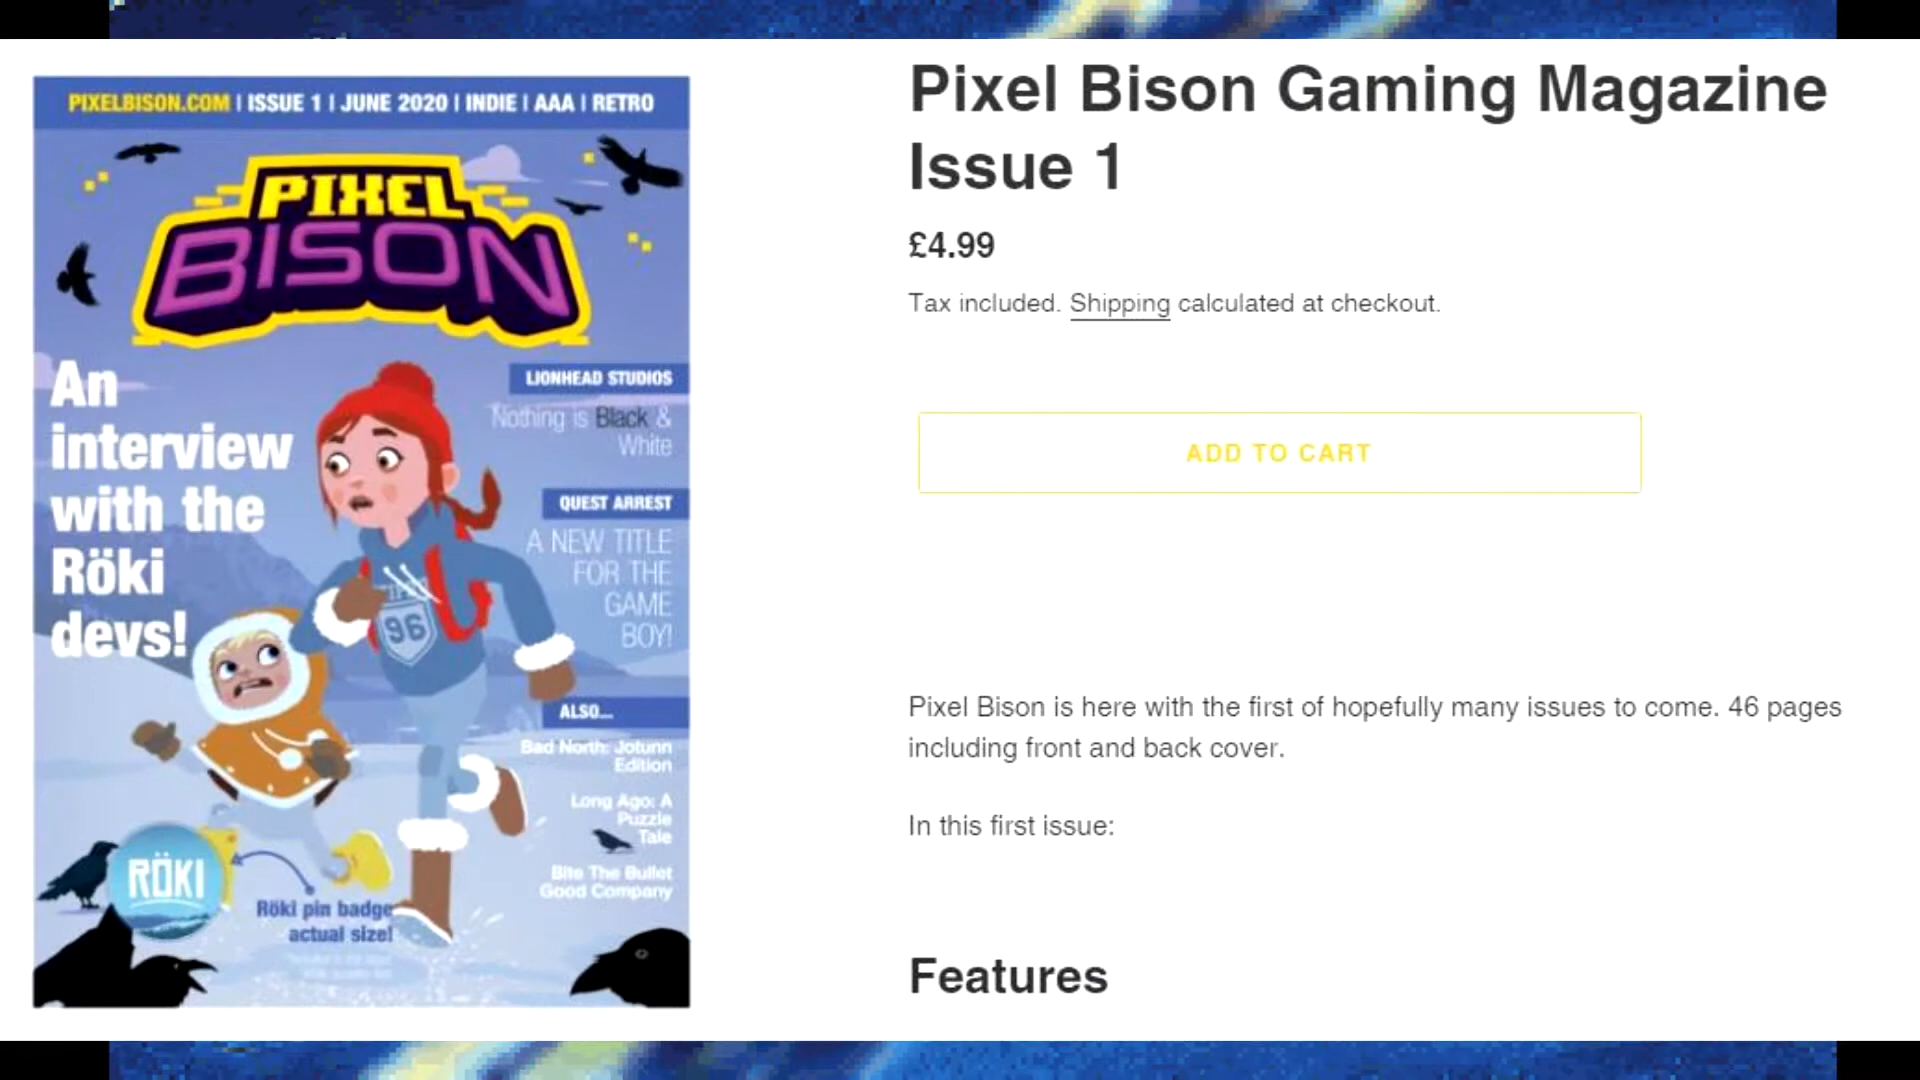 PIXELBISON.COM | ISSUE 1 | JUNE 2020 | INDIE | AAA | RETRO
PIXEL
BISON
An
interview
with the
Röki
devs!
LIONHEAD STUDIOS
Nothing is Black &
White
QUEST ARREST
A NEW TITLE
FOR THE
GAME
BOY!
96
ALSO...
Bad North: Jotunn
Edition
Long Ago: A
Puzzle
Tale
Bite The Bullet
Good Company
RÖKI
Röki pin badge
actual size!
Pixel Bison Gaming Magazine
Issue 1
£4.99
Tax included. Shipping calculated at checkout.
ADD TO CART
Pixel Bison is here with the first of hopefully many issues to come. 46 pages
including front and back cover.
In this first issue:
Features